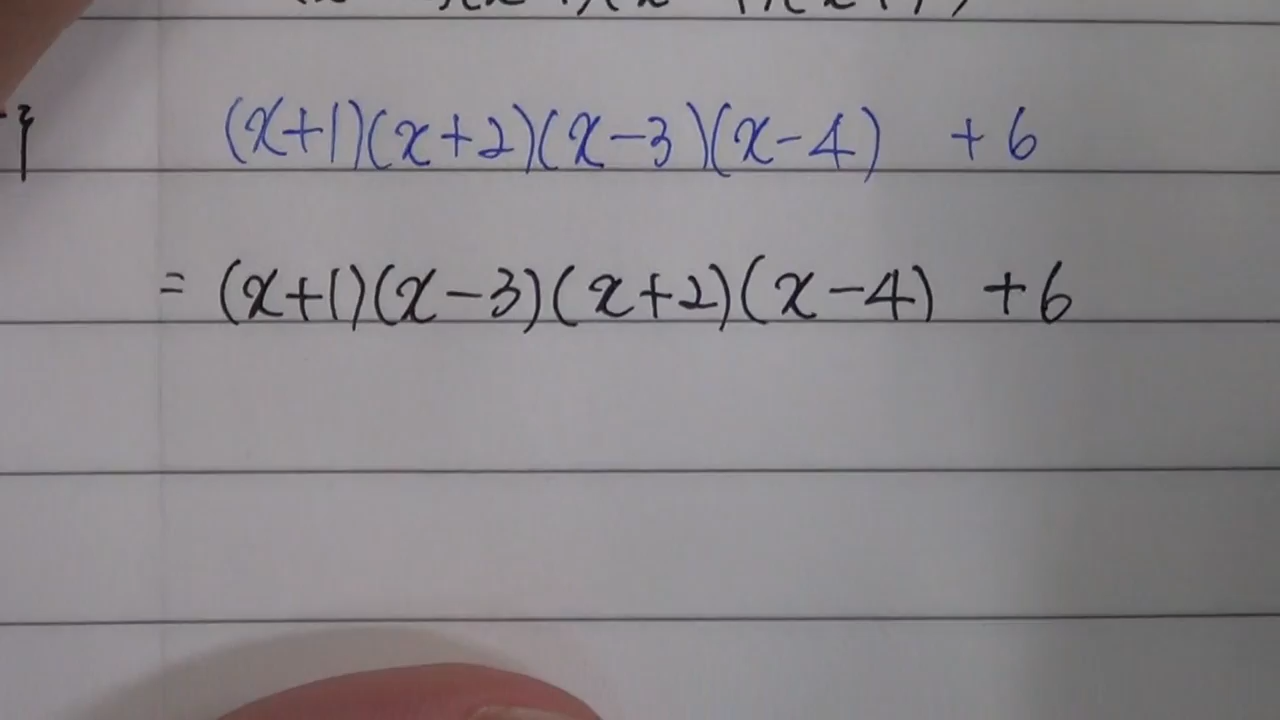 (x+1)(x+2)(x-3)(x-4) +6
= (x+1)(x-3)(x+2)(x-4) +6